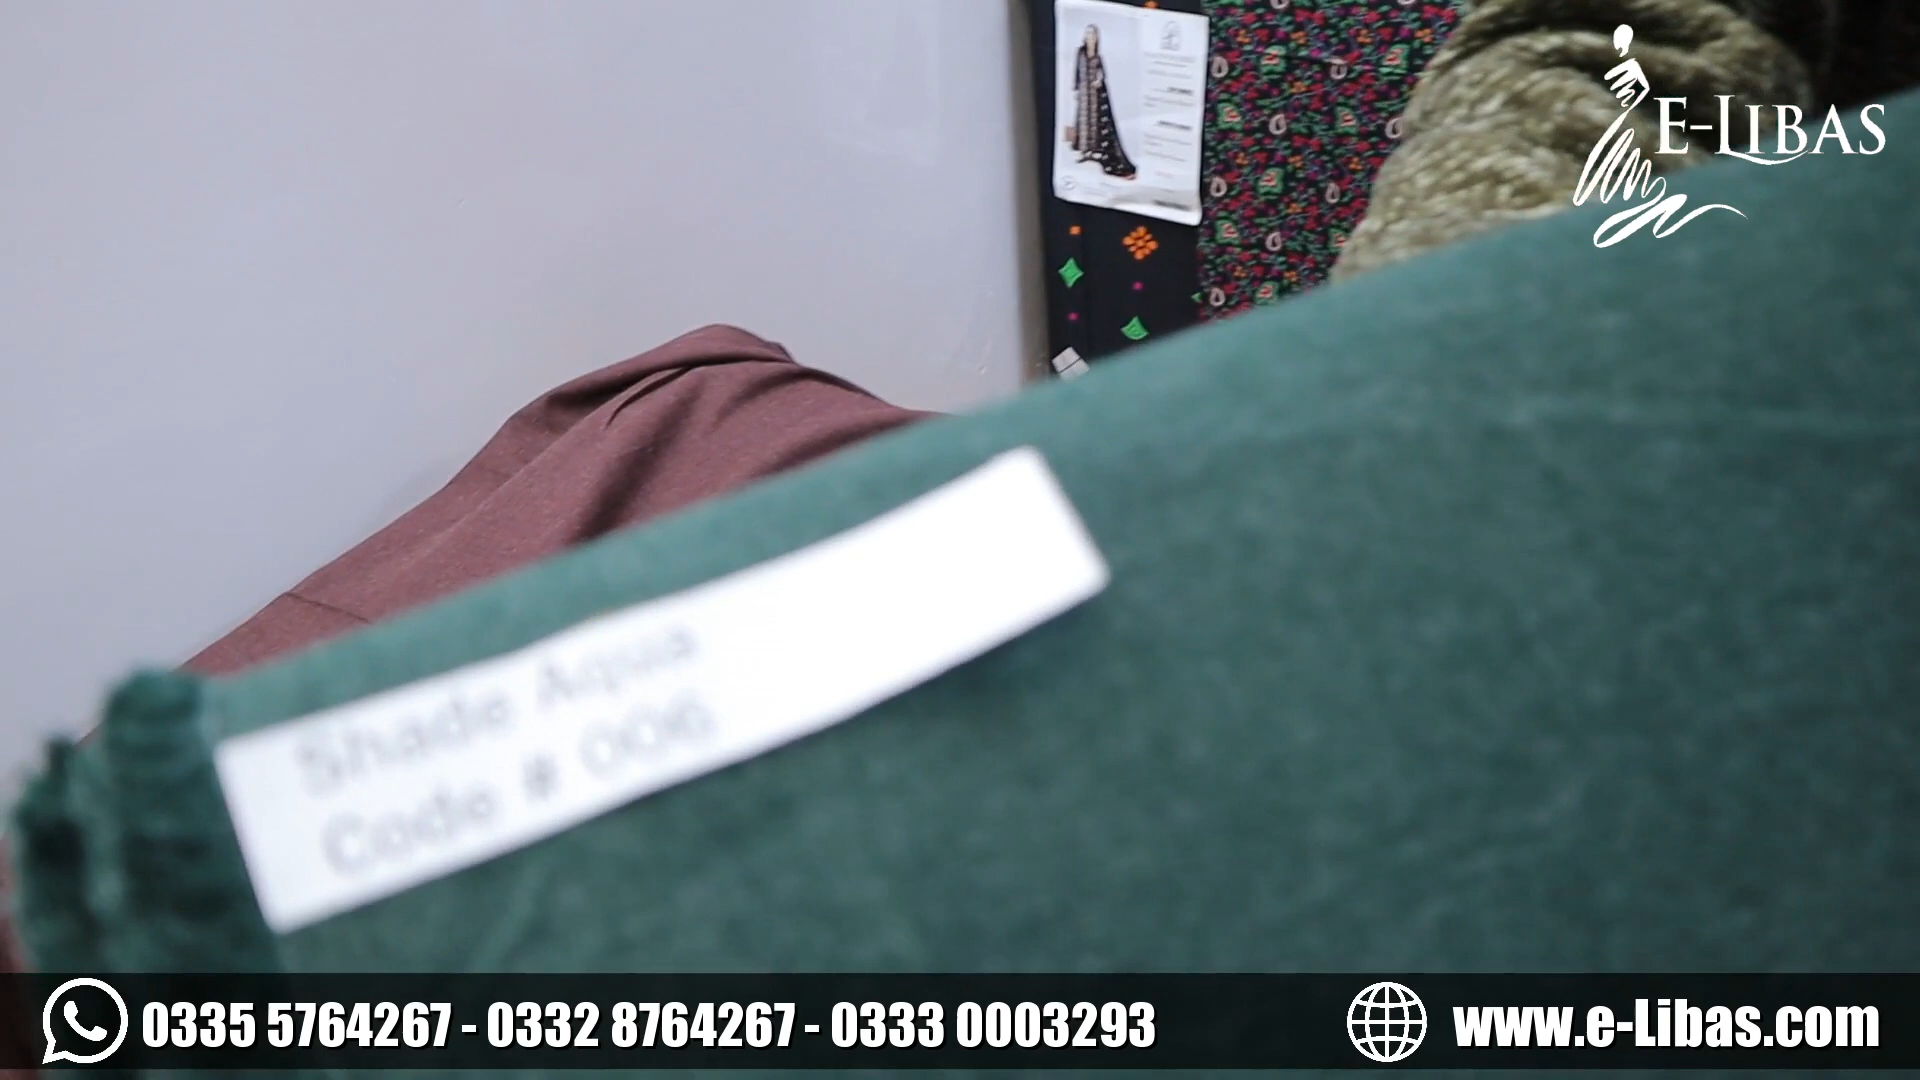 E-LIBAS
Shade Aqua
Code # 006
0335 5764267 - 0332 8764267 - 0333 0003293
www.e-Libas.com